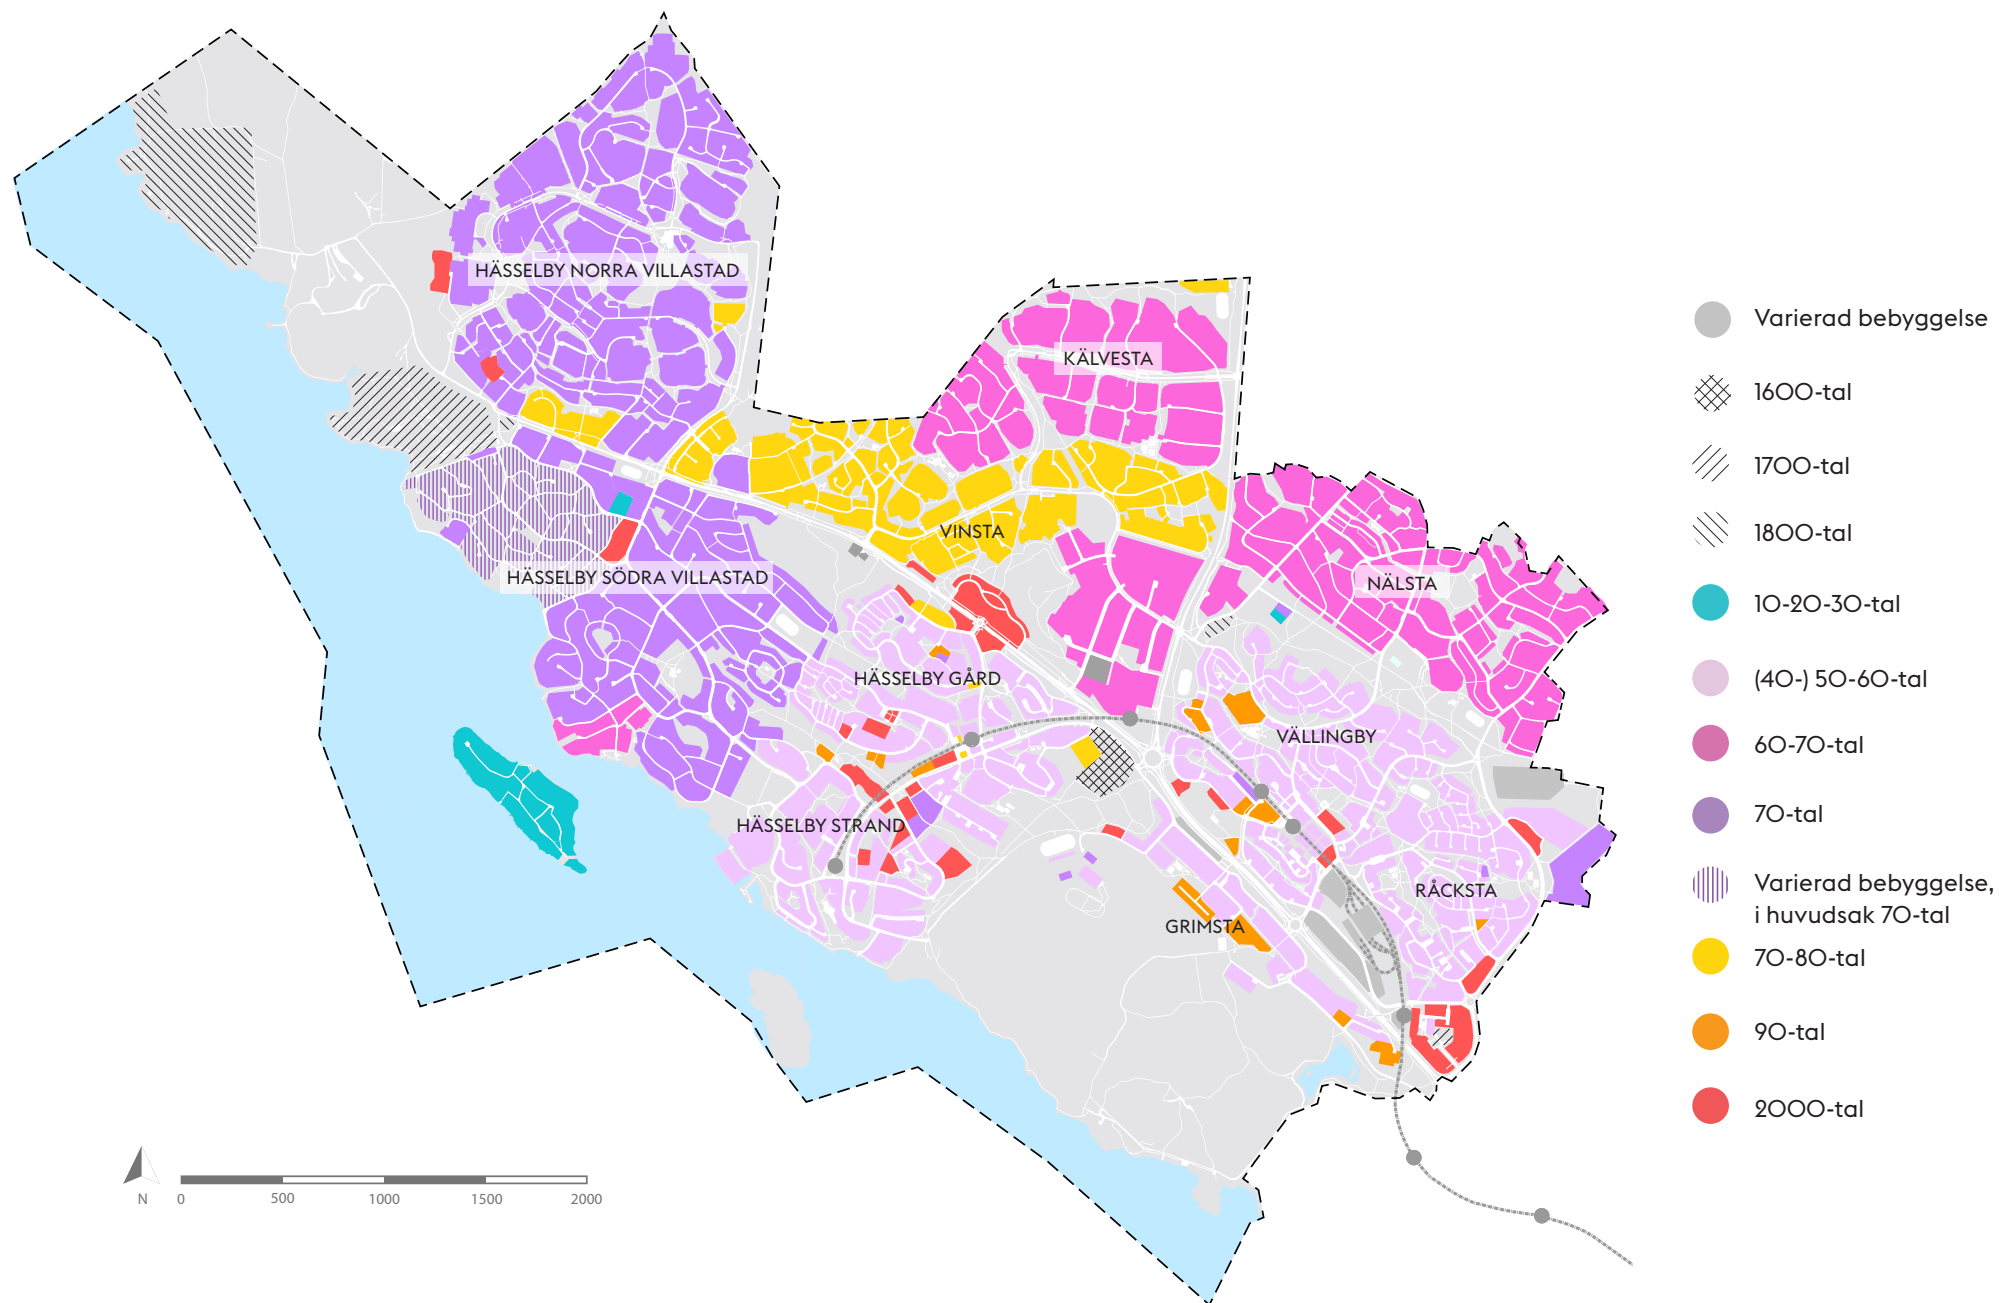 HÄSSELBY NORRA VILLASTAD
KÄLVESTA
VINSTA
HÄSSELBY SÖDRA VILLASTAD
NÄLSTA
HÄSSELBY GÅRD
VÄLLINGBY
HÄSSELBY STRAND
RÅCKSTA
GRIMSTA
Varierad bebyggelse
1600-tal
1700-tal
1800-tal
10-20-30-tal
(40-) 50-60-tal
60-70-tal
70-tal
Varierad bebyggelse,
i huvudsak 70-tal
70-80-tal
90-tal
2000-tal
N 0 500 1000 1500 2000